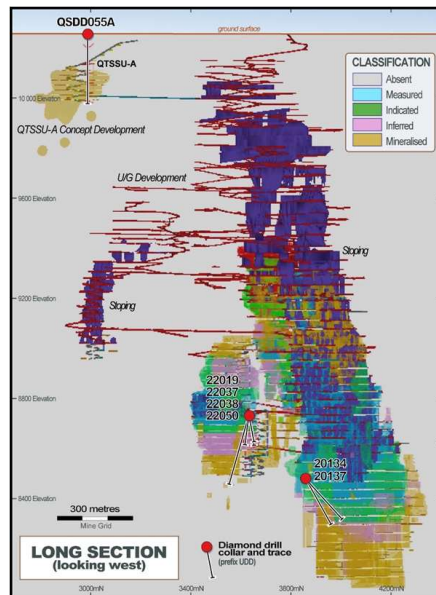 QSDD055A
ground surface
QTSSU-A
CLASSIFICATION
Absent
Measured
Indicated
Inferred
Mineralised
10 000 Elevation
QTSSU-A Concept Development
U/G Development
9600 Elevation
Stoping
9200 Elevation
Stoping
8800 Elevation
22019
22037
22038
22050
20134
20137
8400 Elevation
300 metres
Mine Grid
LONG SECTION
(looking west)
Diamond drill
collar and trace
(prefix UDD)
3000mN
3400mN
3800mN
4200mN